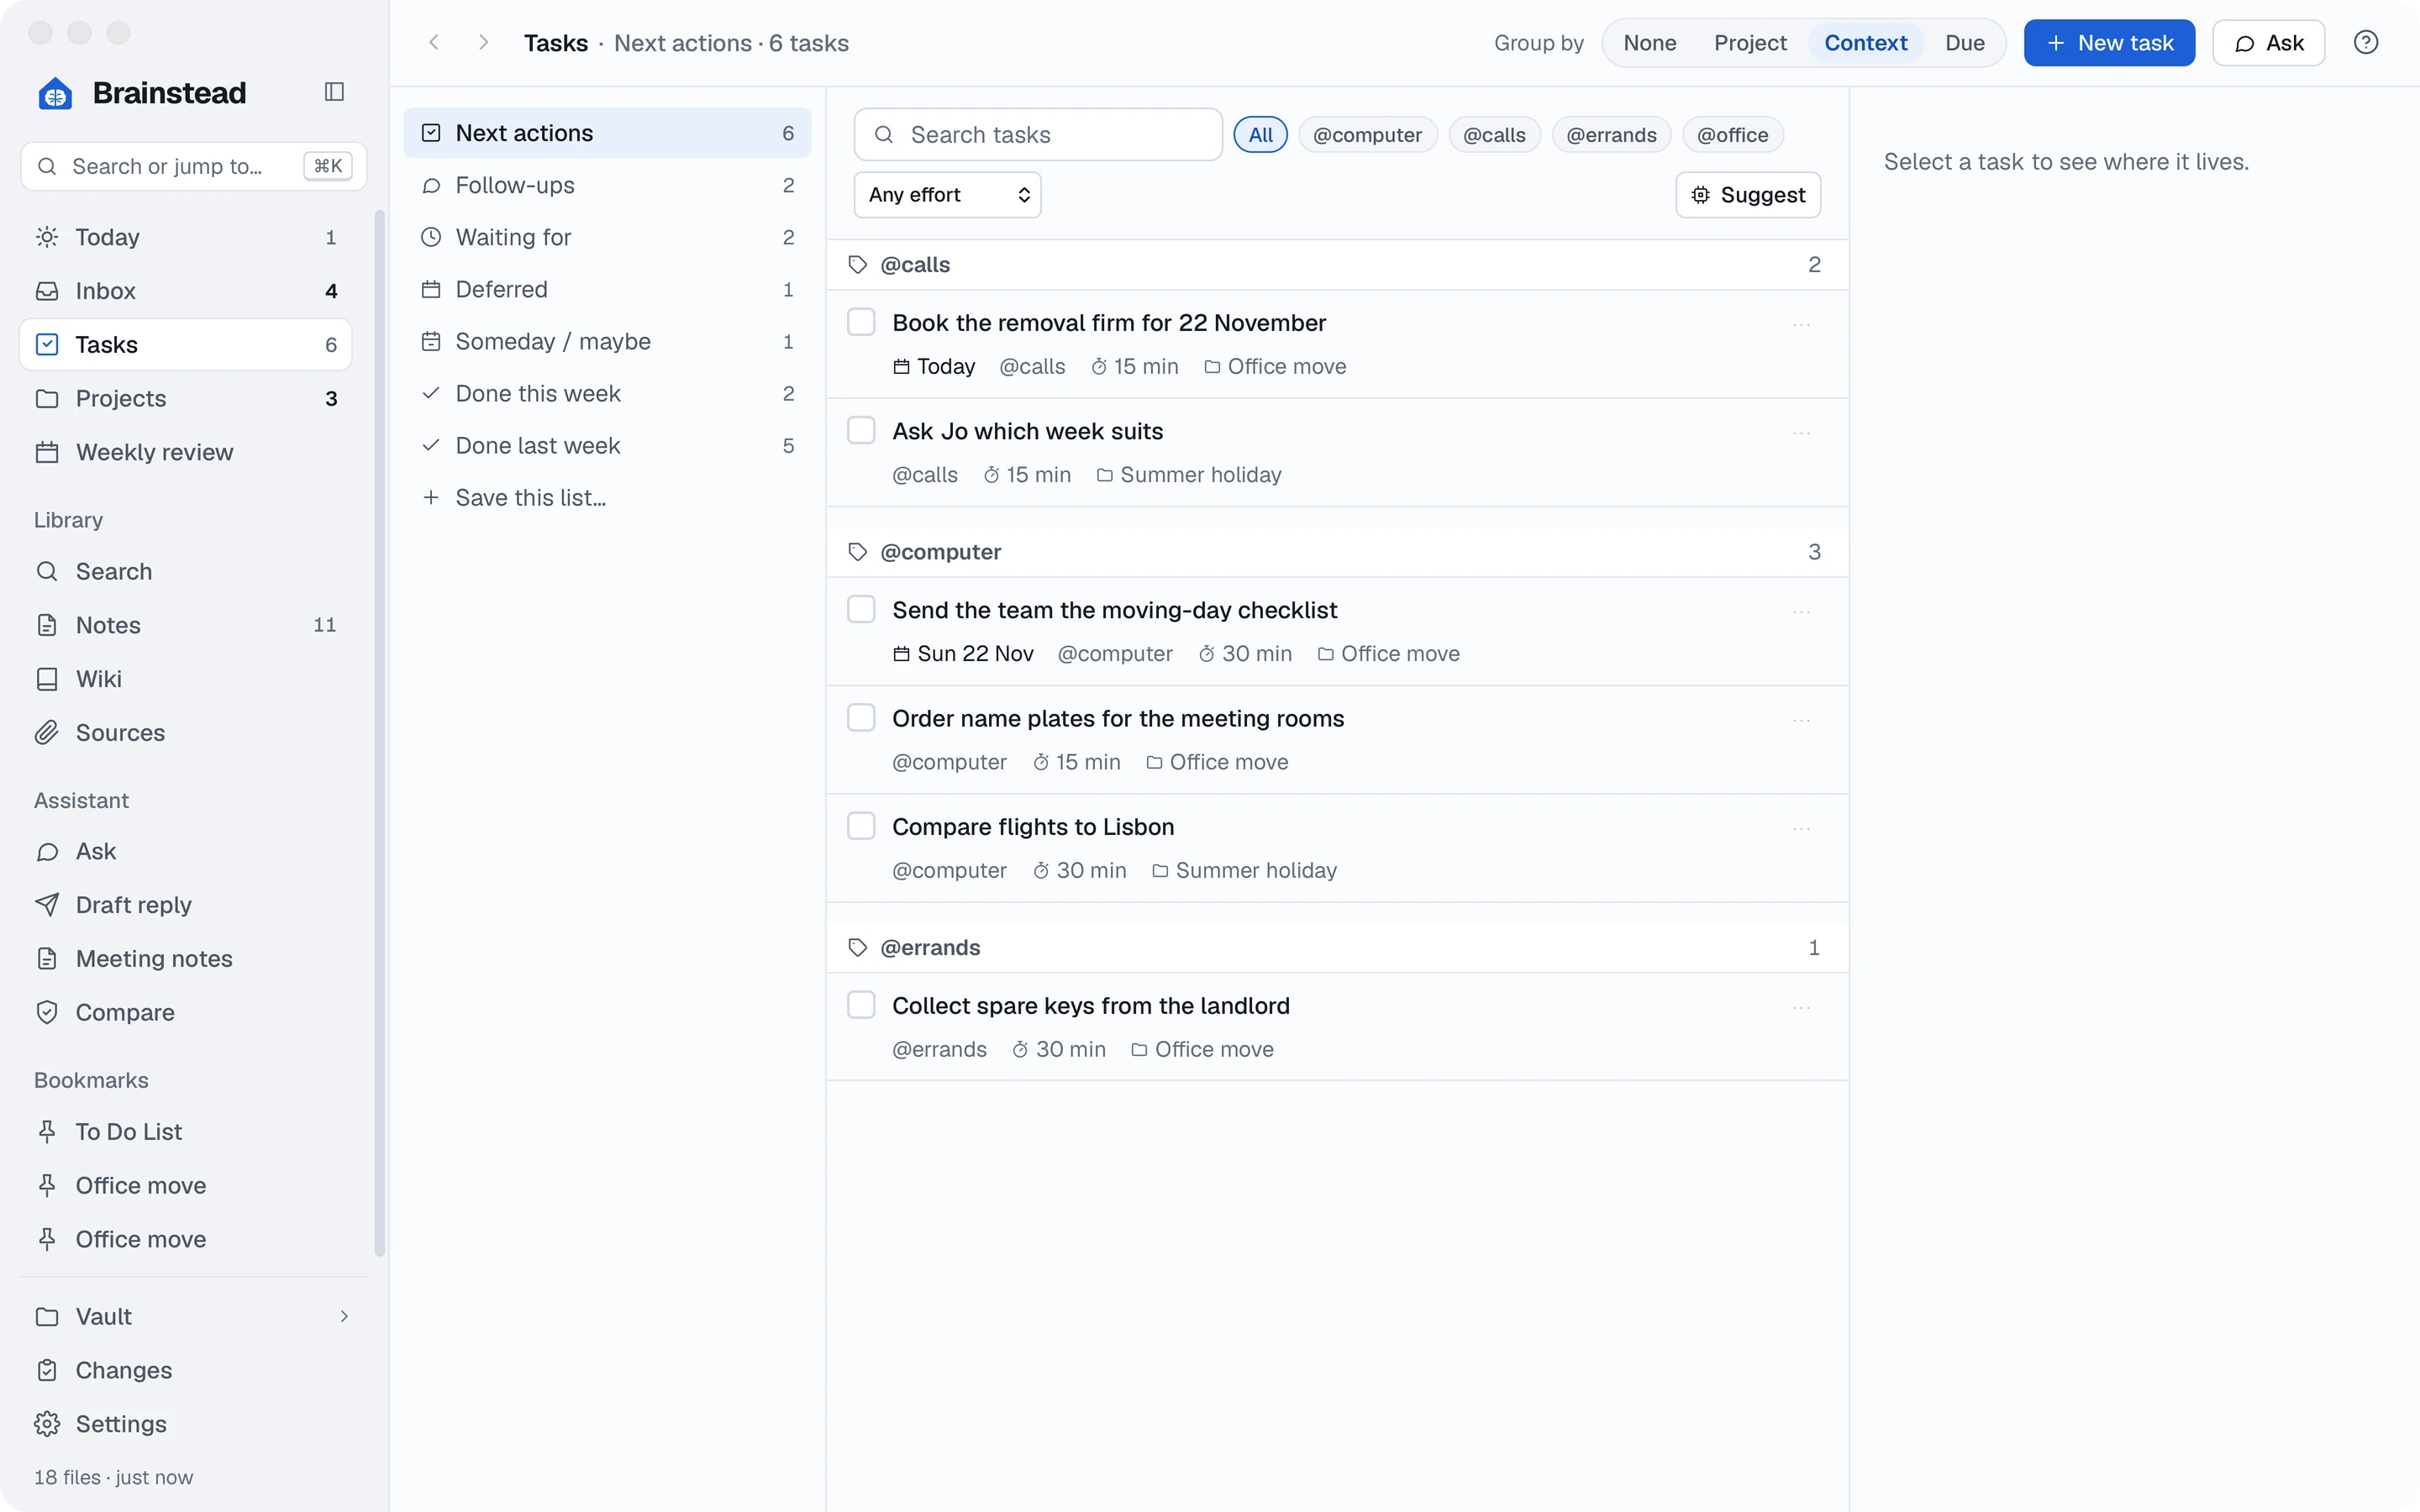 Brainstead
Search or jump to… ⌘K
Today 1
Inbox 4
Tasks 6
Projects 3
Weekly review
Library
Search
Notes 11
Wiki
Sources
Assistant
Ask
Draft reply
Meeting notes
Compare
Bookmarks
To Do List
Office move
Office move
Vault
Changes
Settings
18 files · just now
Tasks · Next actions · 6 tasks
Group by None Project Context Due
+ New task
Ask
Next actions 6
Follow-ups 2
Waiting for 2
Deferred 1
Someday / maybe 1
Done this week 2
Done last week 5
+ Save this list…
Search tasks All @computer @calls @errands @office
Any effort Suggest
@calls 2
Book the removal firm for 22 November
Today @calls 15 min Office move
Ask Jo which week suits
@calls 15 min Summer holiday
@computer 3
Send the team the moving-day checklist
Sun 22 Nov @computer 30 min Office move
Order name plates for the meeting rooms
@computer 15 min Office move
Compare flights to Lisbon
@computer 30 min Summer holiday
@errands 1
Collect spare keys from the landlord
@errands 30 min Office move
Select a task to see where it lives.